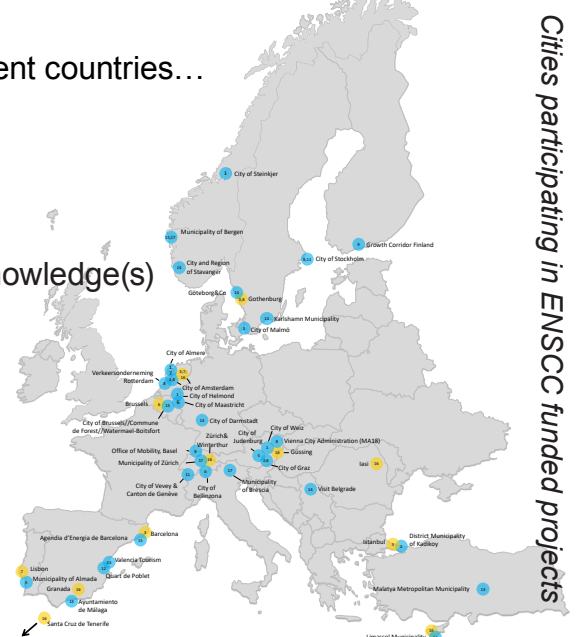 ent countries…
nowledge(s)
Cities participating in ENSCC funded projects
City of Steinkjer
Municipality of Bergen
Growth Corridor Finland
City of Stockholm
City and Region
of Stavanger
Göteborg&Co
Gothenburg
Karlshamn Municipality
City of Malmö
City of Almere
Verkeersonderneming
Rotterdam
City of Amsterdam
City of Helmond
City of Maastricht
Brussels
City of Brussels//Commune
de Forest//Watermael-Boitsfort
City of Darmstadt
Zürich&
Winterthur
City of
Judenburg
City of Weiz
Vienna City Administration (MA18)
Güssing
City of Graz
Office of Mobility, Basel
Municipality of Zürich
City of Vevey &
Canton de Genève
City of
Bellinzona
Municipality
of Brescia
Iasi
Visit Belgrade
Agendia d'Energia de Barcelona
Barcelona
Valencia Tourism
Quart de Poblet
Lisbon
Municipality of Almada
Granada
Ayuntamiento
de Málaga
Santa Cruz de Tenerife
Istanbul
District Municipality
of Kadiköy
Malatya Metropolitan Municipality
Limassol Municipality